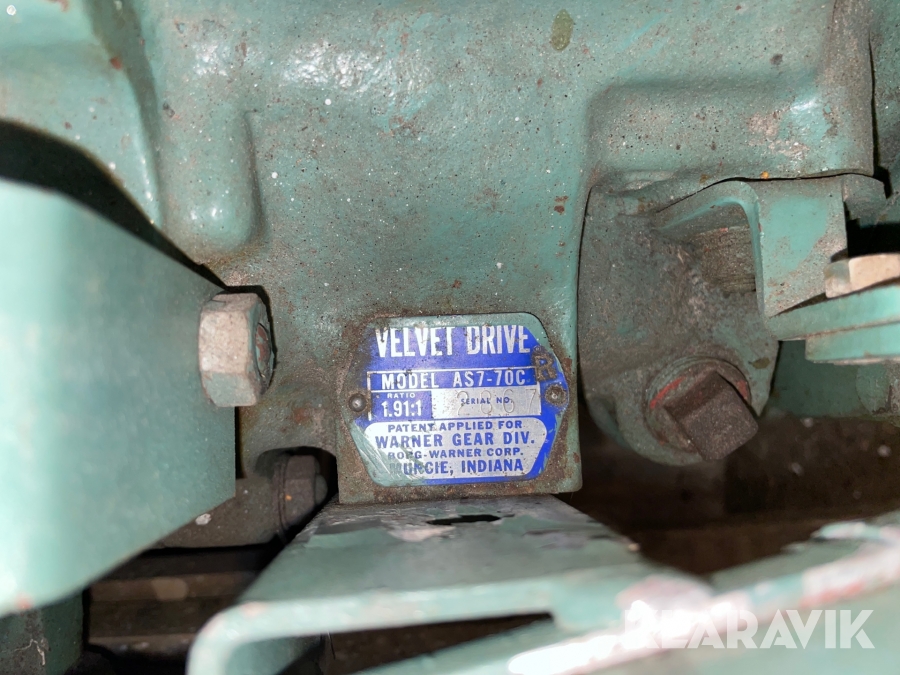 VELVET DRIVE
R
MODEL AS7-70C
RATIO
1.91:1
SERIAL NO.
2867
PATENT APPLIED FOR
WARNER GEAR DIV.
BORG-WARNER CORP.
MUNCIE, INDIANA
KLARAVIK